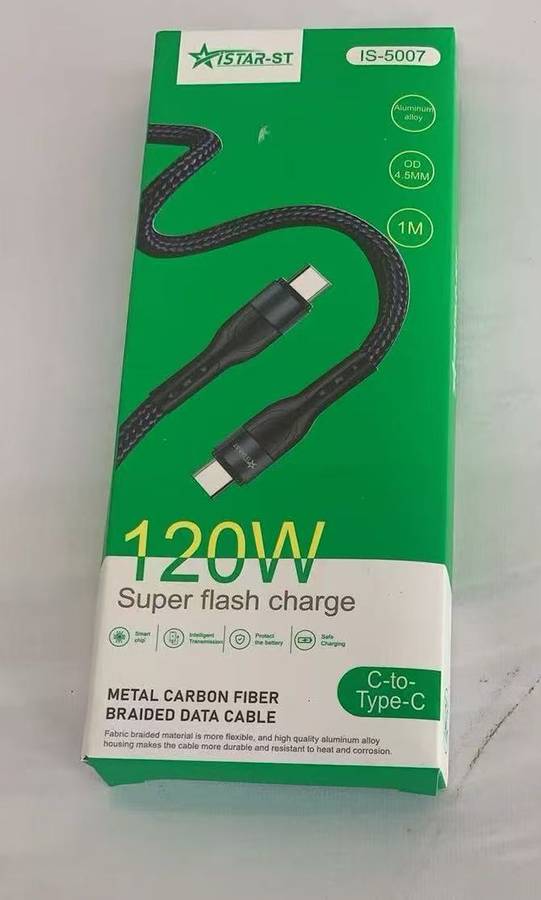 ISTAR-ST
IS-5007
Aluminum
alloy
OD
4.5MM
1M
120W
Super flash charge
Smart
chip
Intelligent
Transmission
Protect
the battery
Safe
Charging
C-to-
Type-C
METAL CARBON FIBER
BRAIDED DATA CABLE
Fabric braided material is more flexible, and high quality aluminum alloy
housing makes the cable more durable and resistant to heat and corrosion.